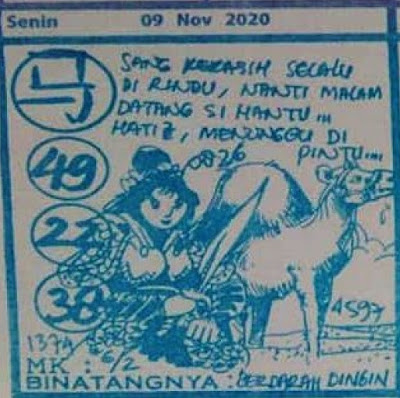 Senin 09 Nov 2020
马
SANG KEKASIH SELALU
DI RINDU, NANTI MALAM
DATANG SI HANTU...
HATI2, MENUNGGU DI
PINTU...
0826
49
22
38
4597
1374
MK : 6/2
BINATANGNYA : BERDARAH DINGIN